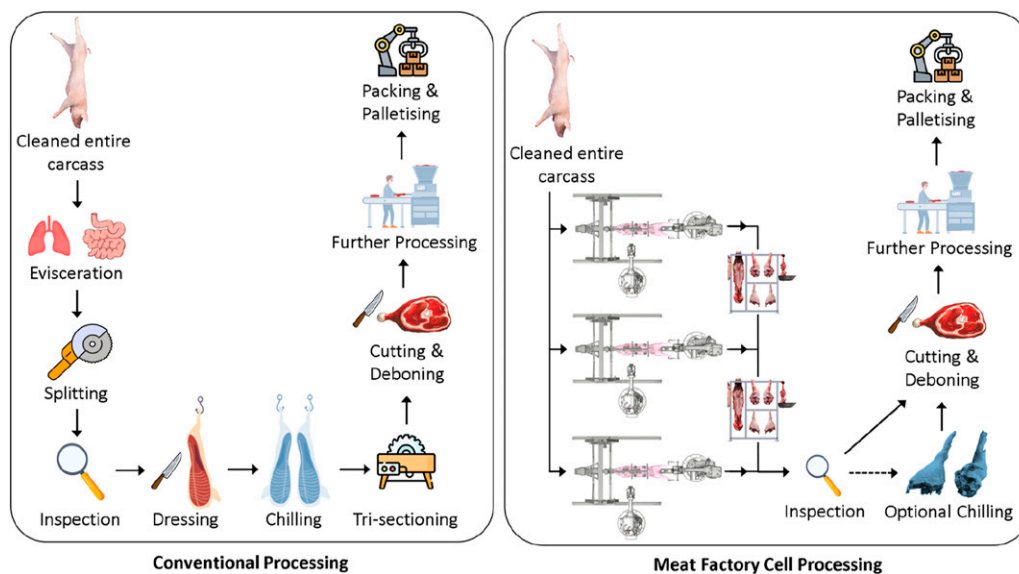 Cleaned entire
carcass
Evisceration
Splitting
Inspection
Dressing
Chilling
Tri-sectioning
Cutting &
Deboning
Further Processing
Packing &
Palletising
Conventional Processing
Cleaned entire
carcass
Inspection
Optional Chilling
Cutting &
Deboning
Further Processing
Packing &
Palletising
Meat Factory Cell Processing